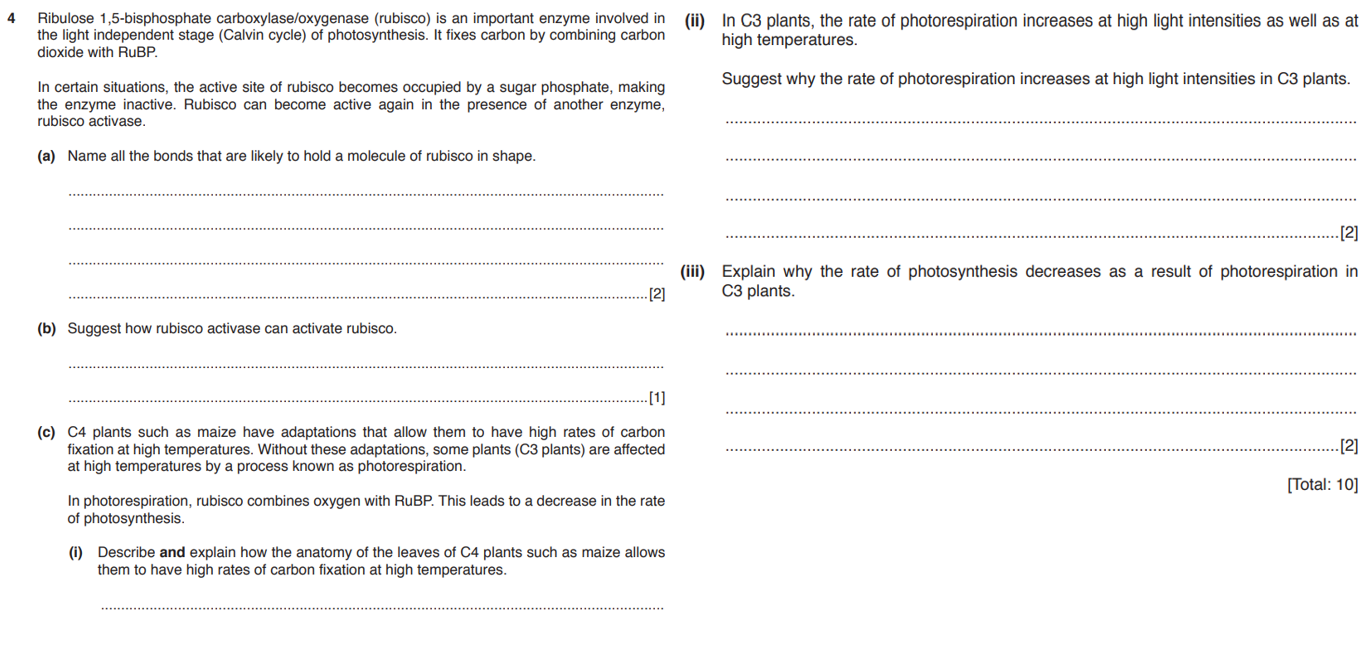 4 Ribulose 1,5-bisphosphate carboxylase/oxygenase (rubisco) is an important enzyme involved in
the light independent stage (Calvin cycle) of photosynthesis. It fixes carbon by combining carbon
dioxide with RuBP.
In certain situations, the active site of rubisco becomes occupied by a sugar phosphate, making
the enzyme inactive. Rubisco can become active again in the presence of another enzyme,
rubisco activase.
(a) Name all the bonds that are likely to hold a molecule of rubisco in shape.
[2]
(b) Suggest how rubisco activase can activate rubisco.
[1]
(c) C4 plants such as maize have adaptations that allow them to have high rates of carbon
fixation at high temperatures. Without these adaptations, some plants (C3 plants) are affected
at high temperatures by a process known as photorespiration.
In photorespiration, rubisco combines oxygen with RuBP. This leads to a decrease in the rate
of photosynthesis.
(i) Describe and explain how the anatomy of the leaves of C4 plants such as maize allows
them to have high rates of carbon fixation at high temperatures.
(ii) In C3 plants, the rate of photorespiration increases at high light intensities as well as at
high temperatures.
Suggest why the rate of photorespiration increases at high light intensities in C3 plants.
[2]
(iii) Explain why the rate of photosynthesis decreases as a result of photorespiration in
C3 plants.
[2]
[Total: 10]